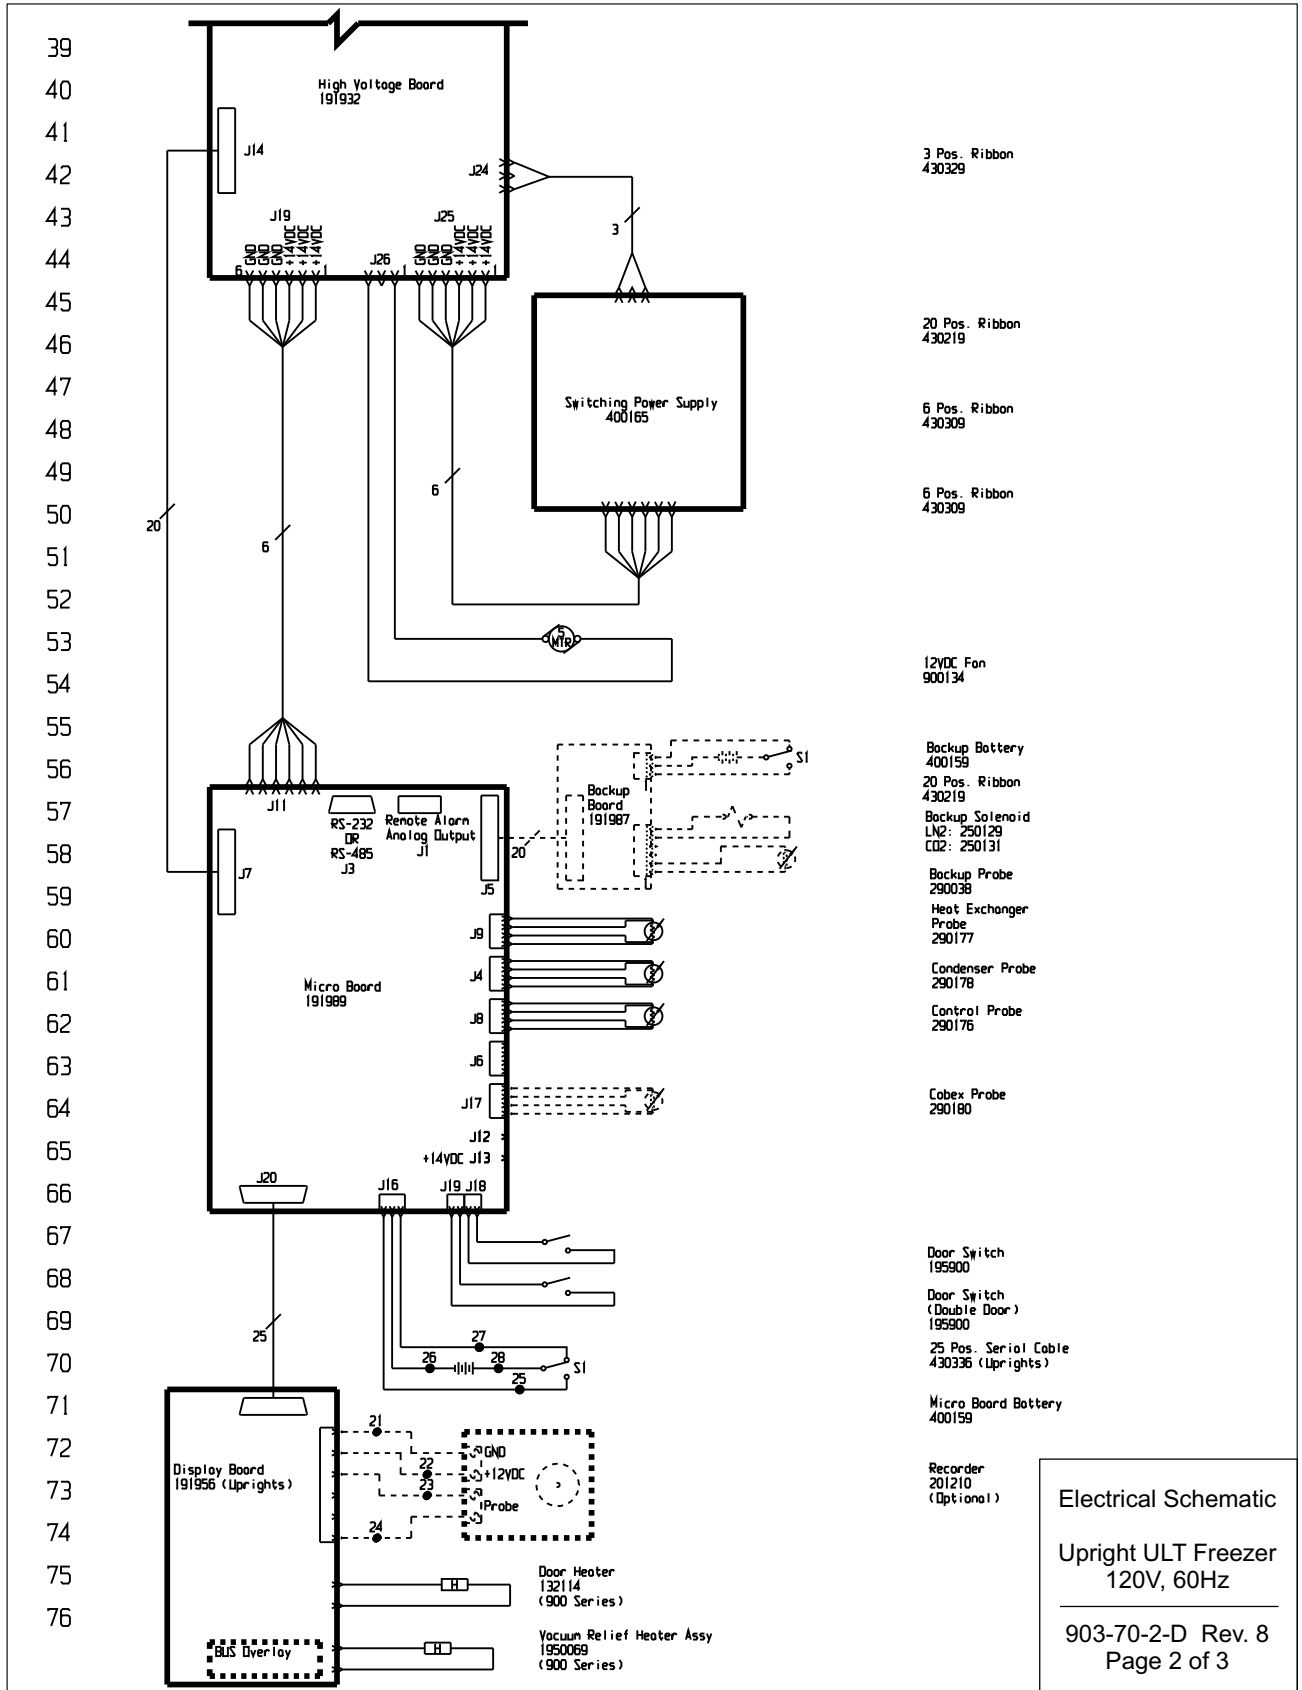 39
40
41
42
43
44
45
46
47
48
49
50
51
52
53
54
55
56
57
58
59
60
61
62
63
64
65
66
67
68
69
70
71
72
73
74
75
76
High Voltage Board
191932
J14
J24
J19
GND
GND
GND
+14VDC
+14VDC
+14VDC
6
1
J26
1
J25
GND
GND
GND
+14VDC
+14VDC
+14VDC
1
3
Switching Power Supply
400165
20
6
6
5
MTR
J11
RS-232
OR
RS-485
J3
Remote Alarm
Analog Output
J1
J5
J7
20
Backup
Board
191987
S1
J9
J4
Micro Board
191989
J8
J6
J17
J12
+14VDC J13
J20
J16
J19 J18
25
27
26
28
S1
25
Display Board
191956 (Uprights)
21
22
23
24
GND
+12VDC
Probe
Door Heater
132114
(900 Series)
BUS Overlay
Vacuum Relief Heater Assy
1950069
(900 Series)
3 Pos. Ribbon
430329
20 Pos. Ribbon
430219
6 Pos. Ribbon
430309
6 Pos. Ribbon
430309
12VDC Fan
900134
Backup Battery
400159
20 Pos. Ribbon
430219
Backup Solenoid
LN2: 250129
CO2: 250131
Backup Probe
290038
Heat Exchanger
Probe
290177
Condenser Probe
290178
Control Probe
290176
Cobex Probe
290180
Door Switch
195900
Door Switch
(Double Door)
195900
25 Pos. Serial Cable
430336 (Uprights)
Micro Board Battery
400159
Recorder
201210
(Optional)
Electrical Schematic
Upright ULT Freezer
120V, 60Hz
903-70-2-D Rev. 8
Page 2 of 3
H
H